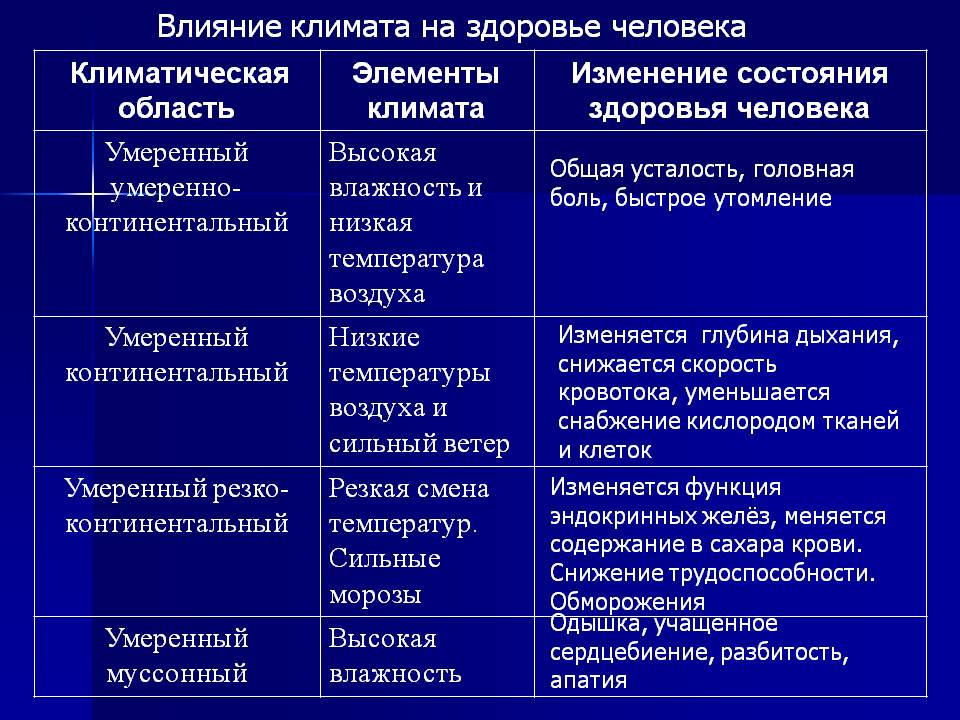 Влияние климата на здоровье человека
Климатическая
область
Элементы
климата
Изменение состояния
здоровья человека
Умеренный
умеренно-
континентальный
Высокая
влажность и
низкая
температура
воздуха
Общая усталость, головная
боль, быстрое утомление
Умеренный
континентальный
Низкие
температуры
воздуха и
сильный ветер
Изменяется глубина дыхания,
снижается скорость
кровотока, уменьшается
снабжение кислородом тканей
и клеток
Умеренный резко-
континентальный
Резкая смена
температур.
Сильные
морозы
Изменяется функция
эндокринных желёз, меняется
содержание в сахара крови.
Снижение трудоспособности.
Обморожения
Умеренный
муссонный
Высокая
влажность
Одышка, учащенное
сердцебиение, разбитость,
апатия